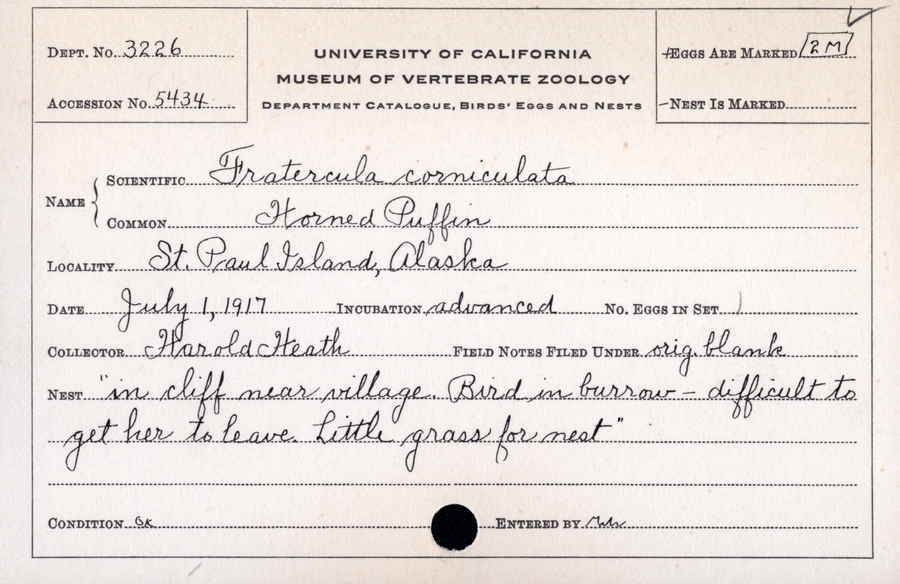 DEPT. NO. 3226
ACCESSION NO. 5434
UNIVERSITY OF CALIFORNIA
MUSEUM OF VERTEBRATE ZOOLOGY
DEPARTMENT CATALOGUE, BIRDS' EGGS AND NESTS
EGGS ARE MARKED 2M
NEST IS MARKED
NAME
SCIENTIFIC Fratercula corniculata
COMMON Horned Puffin
LOCALITY St. Paul Island, Alaska
DATE July 1, 1917 INCUBATION advanced NO. EGGS IN SET 1
COLLECTOR Harold Heath FIELD NOTES FILED UNDER orig. blank
NEST "in cliff near village. Bird in burrow – difficult to
get her to leave. Little grass for nest"
CONDITION OK ENTERED BY